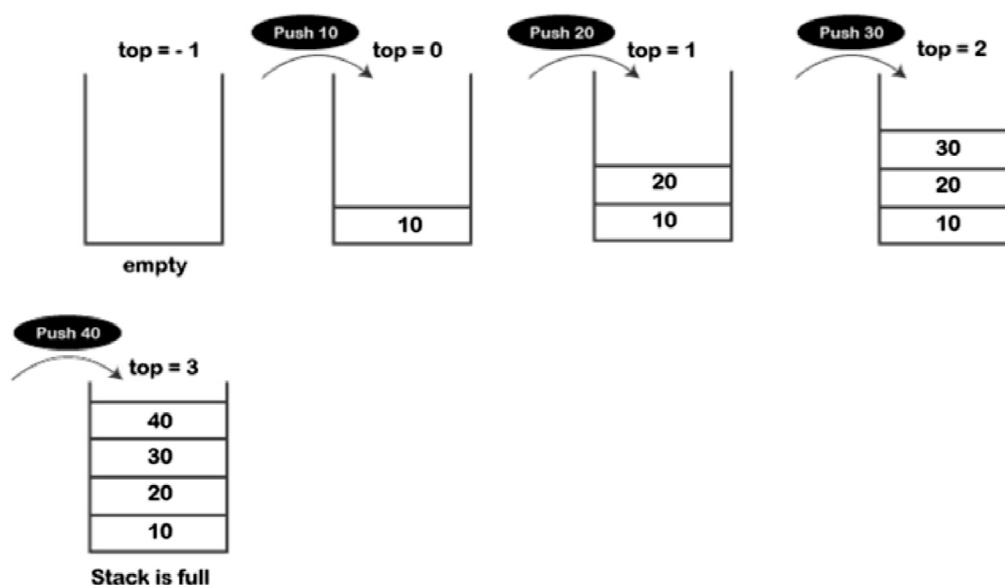 Push 10
Push 20
Push 30
top = - 1
top = 0
top = 1
top = 2
30
20
20
10
10
10
empty
Push 40
top = 3
40
30
20
10
Stack is full